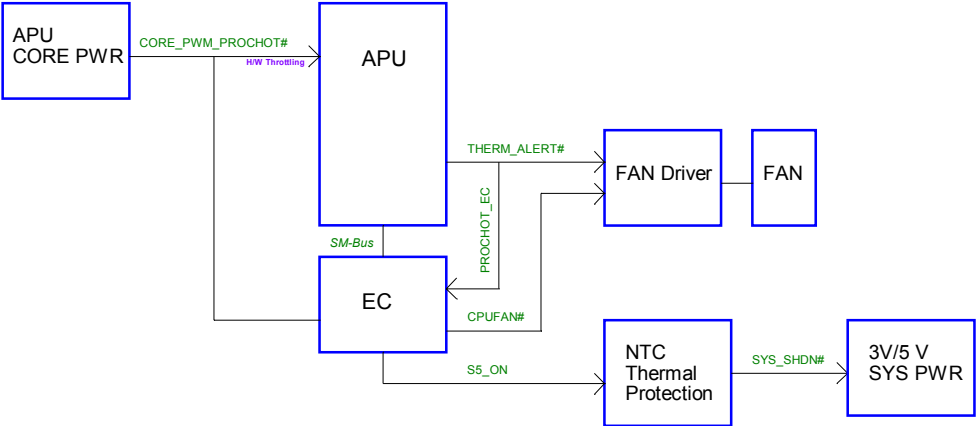 APU
CORE PWR
CORE_PWM_PROCHOT#
H/W Throttling
APU
THERM_ALERT#
FAN Driver
FAN
PROCHOT_EC
SM-Bus
EC
CPUFAN#
S5_ON
NTC
Thermal
Protection
SYS_SHDN#
3V/5 V
SYS PWR